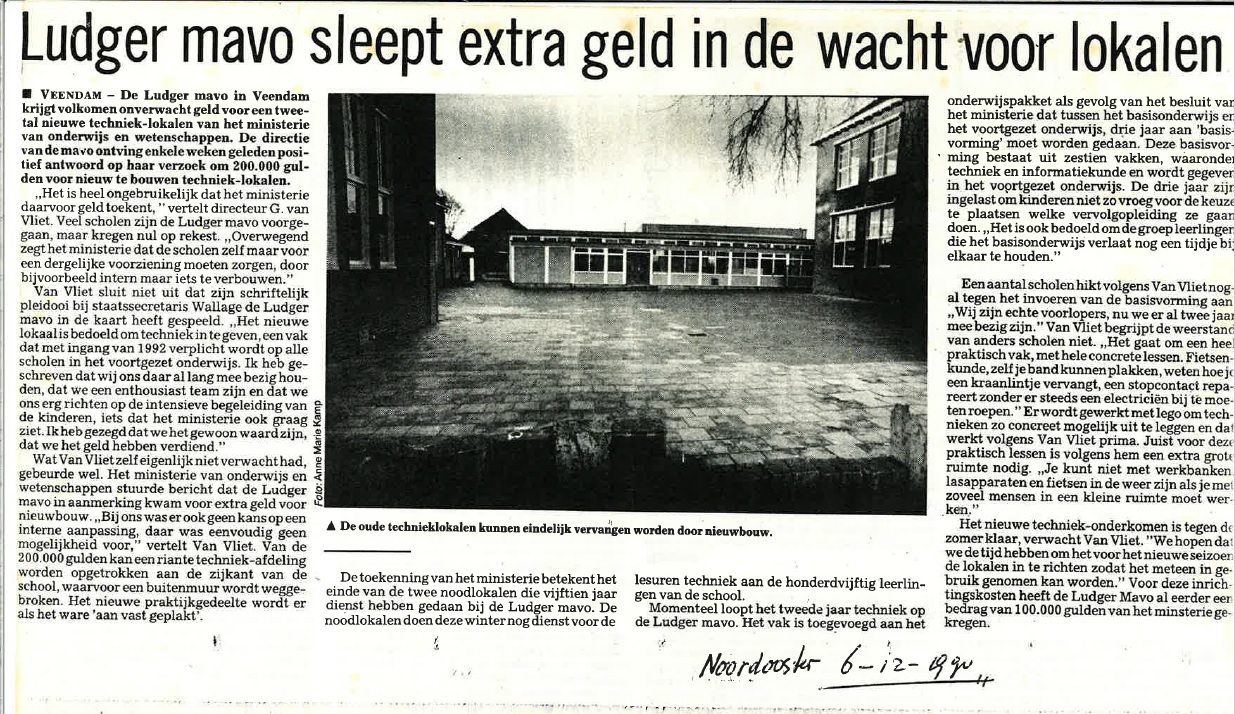 Ludger mavo sleept extra geld in de wacht voor lokalen
■ VEENDAM – De Ludger mavo in Veendam
krijgt volkomen onverwacht geld voor een twee-
tal nieuwe techniek-lokalen van het ministerie
van onderwijs en wetenschappen. De directie
van de mavo ontving enkele weken geleden posi-
tief antwoord op haar verzoek om 200.000 gul-
den voor nieuw te bouwen techniek-lokalen.
„Het is heel ongebruikelijk dat het ministerie
daarvoor geld toekent, " vertelt directeur G. van
Vliet. Veel scholen zijn de Ludger mavo voorge-
gaan, maar kregen nul op rekest. „Overwegend
zegt het ministerie dat de scholen zelf maar voor
een dergelijke voorziening moeten zorgen, door
bijvoorbeeld intern maar iets te verbouwen."
Van Vliet sluit niet uit dat zijn schriftelijk
pleidooi bij staatssecretaris Wallage de Ludger
mavo in de kaart heeft gespeeld. „Het nieuwe
lokaal is bedoeld om techniek in te geven, een vak
dat met ingang van 1992 verplicht wordt op alle
scholen in het voortgezet onderwijs. Ik heb ge-
schreven dat wij ons daar al lang mee bezig hou-
den, dat we een enthousiast team zijn en dat we
ons erg richten op de intensieve begeleiding van
de kinderen, iets dat het ministerie ook graag
ziet. Ik heb gezegd dat we het gewoon waard zijn,
dat we het geld hebben verdiend."
Wat Van Vliet zelf eigenlijk niet verwacht had,
gebeurde wel. Het ministerie van onderwijs en
wetenschappen stuurde bericht dat de Ludger
mavo in aanmerking kwam voor extra geld voor
nieuwbouw. „Bij ons was er ook geen kans op een
interne aanpassing, daar was eenvoudig geen
mogelijkheid voor," vertelt Van Vliet. Van de
200.000 gulden kan een riante techniek-afdeling
worden opgetrokken aan de zijkant van de
school, waarvoor een buitenmuur wordt wegge-
broken. Het nieuwe praktijkgedeelte wordt er
als het ware 'aan vast geplakt'.
Foto: Anne Marie Kamp
▲ De oude technieklokalen kunnen eindelijk vervangen worden door nieuwbouw.
De toekenning van het ministerie betekent het
einde van de twee noodlokalen die vijftien jaar
dienst hebben gedaan bij de Ludger mavo. De
noodlokalen doen deze winter nog dienst voor de
lesuren techniek aan de honderdvijftig leerlin-
gen van de school.
Momenteel loopt het tweede jaar techniek op
de Ludger mavo. Het vak is toegevoegd aan het
onderwijspakket als gevolg van het besluit van
het ministerie dat tussen het basisonderwijs en
het voortgezet onderwijs, drie jaar aan 'basis-
vorming' moet worden gedaan. Deze basisvor-
ming bestaat uit zestien vakken, waaronder
techniek en informatiekunde en wordt gegeven
in het voortgezet onderwijs. De drie jaar zijn
ingelast om kinderen niet zo vroeg voor de keuze
te plaatsen welke vervolgopleiding ze gaan
doen. „Het is ook bedoeld om de groep leerlingen
die het basisonderwijs verlaat nog een tijdje bij
elkaar te houden."
Een aantal scholen hikt volgens Van Vliet nog-
al tegen het invoeren van de basisvorming aan
„Wij zijn echte voorlopers, nu we er al twee jaar
mee bezig zijn." Van Vliet begrijpt de weerstand
van anders scholen niet. „Het gaat om een heel
praktisch vak, met hele concrete lessen. Fietsen-
kunde, zelf je band kunnen plakken, weten hoe je
een kraanlintje vervangt, een stopcontact repa-
reert zonder er steeds een electriciën bij te moe-
ten roepen." Er wordt gewerkt met lego om tech-
nieken zo concreet mogelijk uit te leggen en dat
werkt volgens Van Vliet prima. Juist voor deze
praktisch lessen is volgens hem een extra grote
ruimte nodig. „Je kunt niet met werkbanken
lasapparaten en fietsen in de weer zijn als je met
zoveel mensen in een kleine ruimte moet wer-
ken."
Het nieuwe techniek-onderkomen is tegen de
zomer klaar, verwacht Van Vliet. "We hopen dat
we de tijd hebben om het voor het nieuwe seizoen
de lokalen in te richten zodat het meteen in ge-
bruik genomen kan worden." Voor deze inrich-
tingskosten heeft de Ludger Mavo al eerder een
bedrag van 100.000 gulden van het minsterie ge-
kregen.
Noordooster 6-12-1990